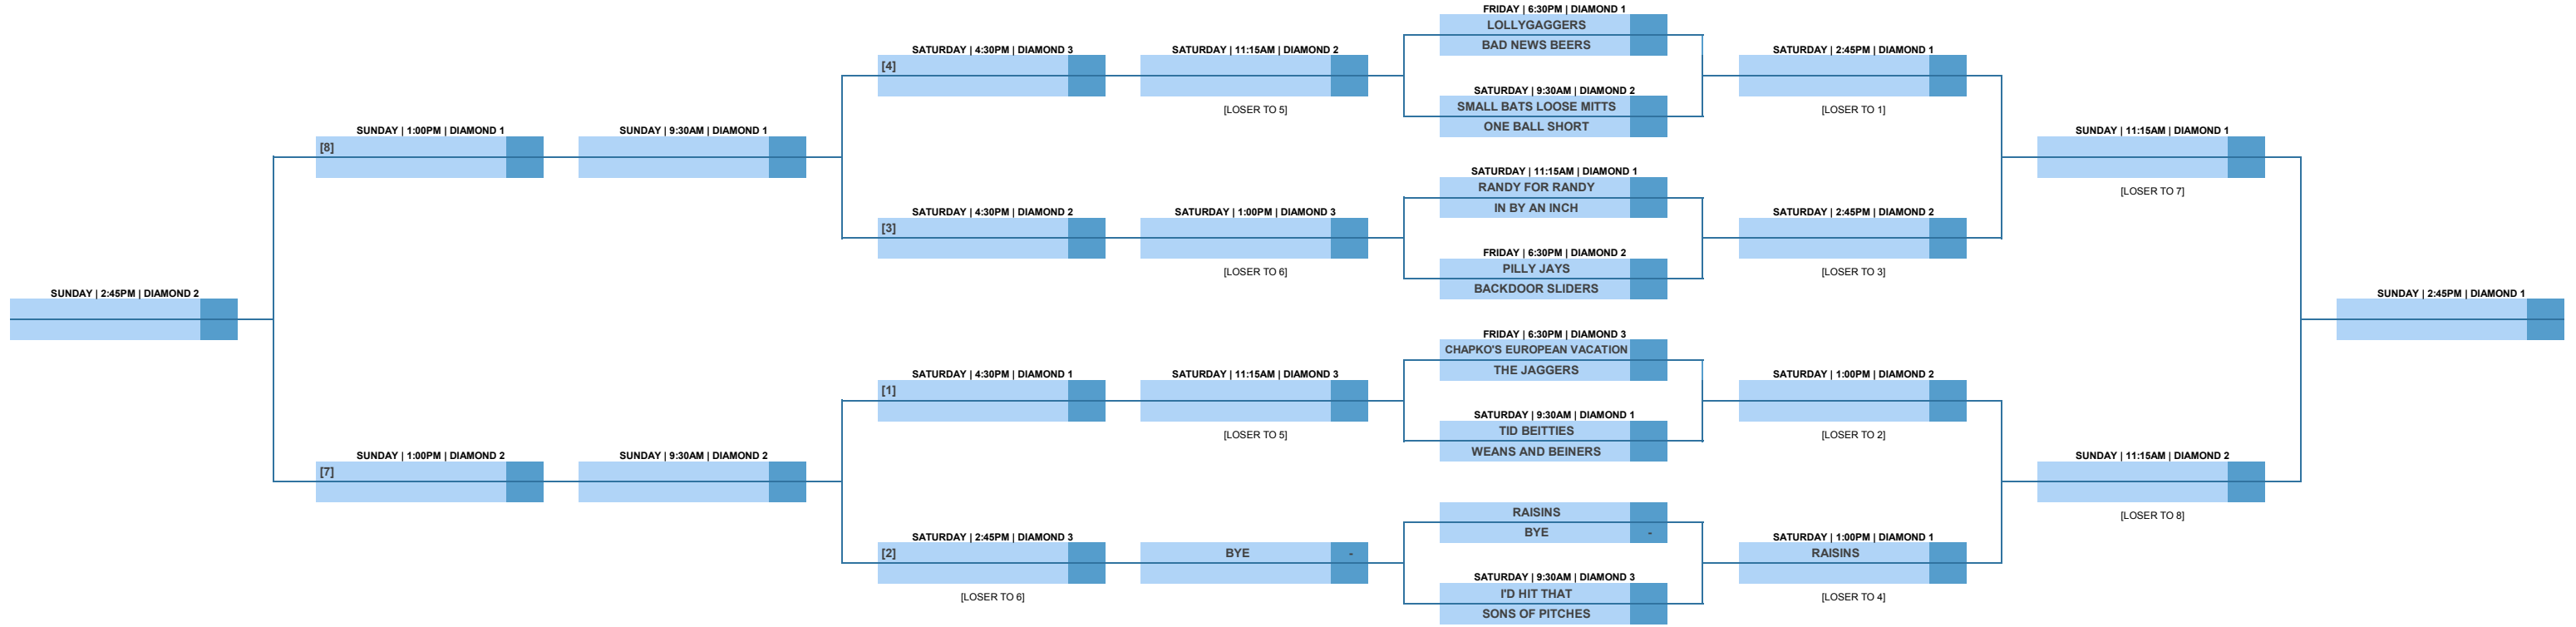 SUNDAY | 2:45PM | DIAMOND 2
SUNDAY | 1:00PM | DIAMOND 1
[8]
SUNDAY | 1:00PM | DIAMOND 2
[7]
SUNDAY | 9:30AM | DIAMOND 1
SUNDAY | 9:30AM | DIAMOND 2
SATURDAY | 4:30PM | DIAMOND 3
[4]
SATURDAY | 4:30PM | DIAMOND 2
[3]
SATURDAY | 4:30PM | DIAMOND 1
[1]
SATURDAY | 2:45PM | DIAMOND 3
[2]
[LOSER TO 6]
SATURDAY | 11:15AM | DIAMOND 2
[LOSER TO 5]
SATURDAY | 1:00PM | DIAMOND 3
[LOSER TO 6]
SATURDAY | 11:15AM | DIAMOND 3
[LOSER TO 5]
BYE -
FRIDAY | 6:30PM | DIAMOND 1
LOLLYGAGGERS
BAD NEWS BEERS
SATURDAY | 9:30AM | DIAMOND 2
SMALL BATS LOOSE MITTS
ONE BALL SHORT
SATURDAY | 11:15AM | DIAMOND 1
RANDY FOR RANDY
IN BY AN INCH
FRIDAY | 6:30PM | DIAMOND 2
PILLY JAYS
BACKDOOR SLIDERS
FRIDAY | 6:30PM | DIAMOND 3
CHAPKO'S EUROPEAN VACATION
THE JAGGERS
SATURDAY | 9:30AM | DIAMOND 1
TID BEITTIES
WEANS AND BEINERS
RAISINS
BYE -
SATURDAY | 9:30AM | DIAMOND 3
I'D HIT THAT
SONS OF PITCHES
SATURDAY | 2:45PM | DIAMOND 1
[LOSER TO 1]
SATURDAY | 2:45PM | DIAMOND 2
[LOSER TO 3]
SATURDAY | 1:00PM | DIAMOND 2
[LOSER TO 2]
SATURDAY | 1:00PM | DIAMOND 1
RAISINS
[LOSER TO 4]
SUNDAY | 11:15AM | DIAMOND 1
[LOSER TO 7]
SUNDAY | 11:15AM | DIAMOND 2
[LOSER TO 8]
SUNDAY | 2:45PM | DIAMOND 1